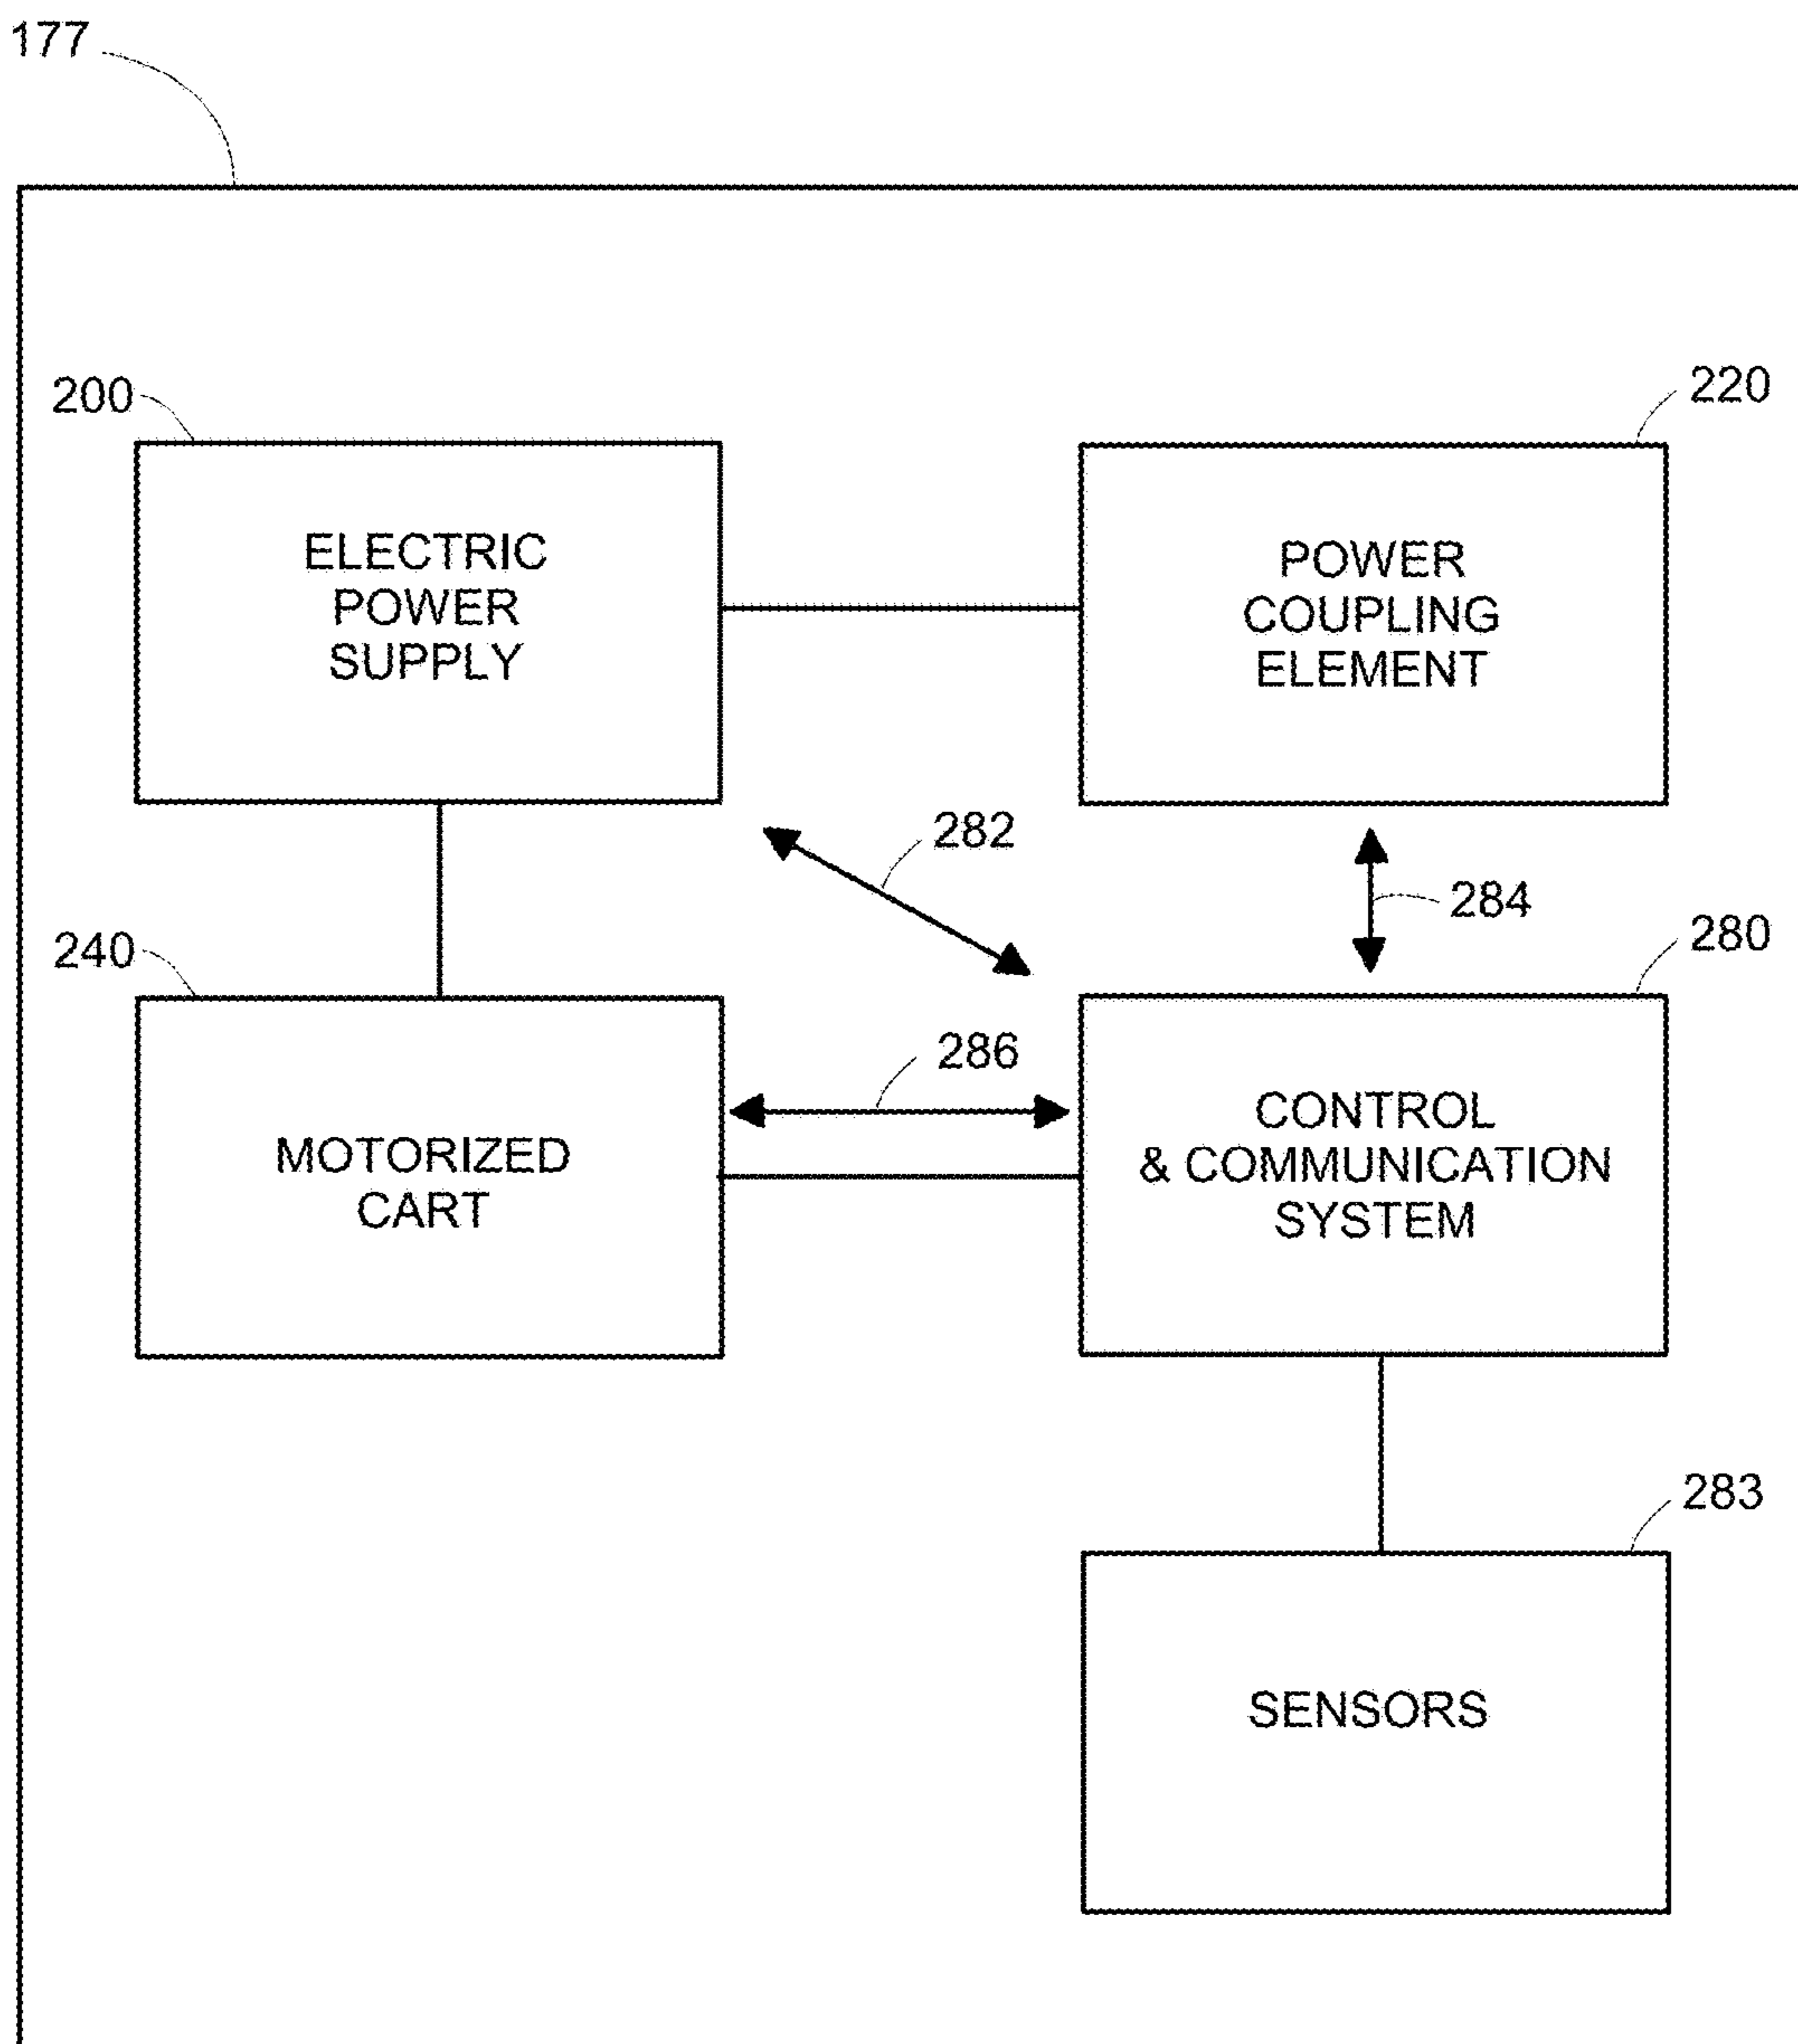 177
200
220
ELECTRIC
POWER
SUPPLY
POWER
COUPLING
ELEMENT
282
284
240
280
286
MOTORIZED
CART
CONTROL
& COMMUNICATION
SYSTEM
283
SENSORS